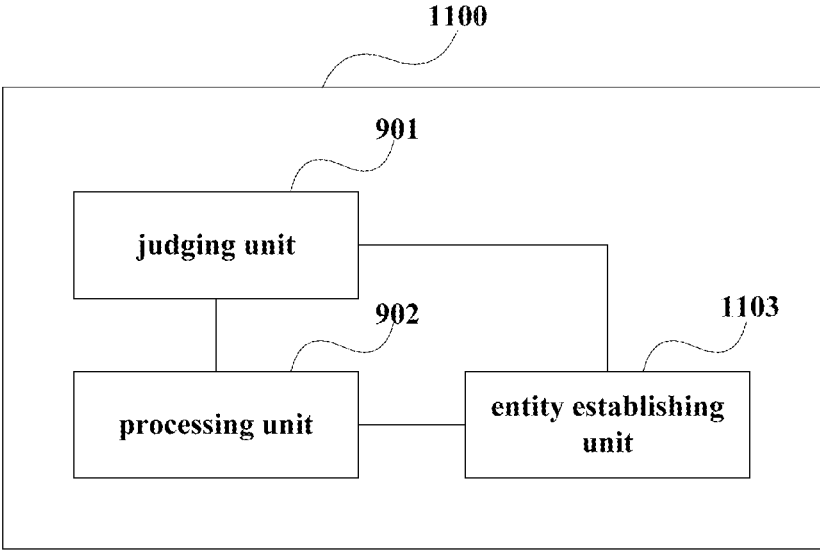 1100
901
judging unit
902
1103
processing unit
entity establishing
unit